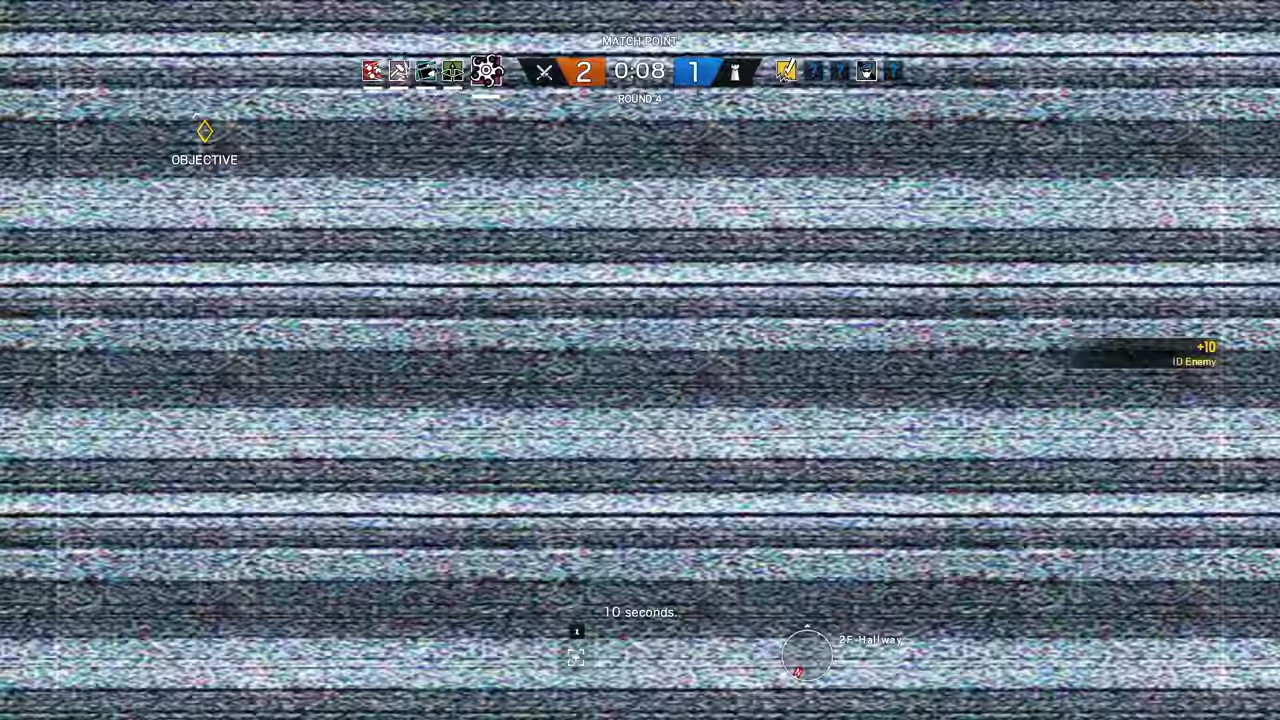 MATCH POINT
2 0:08 1
ROUND 4
OBJECTIVE
+10
ID Enemy
10 seconds.
x
2F Hallway